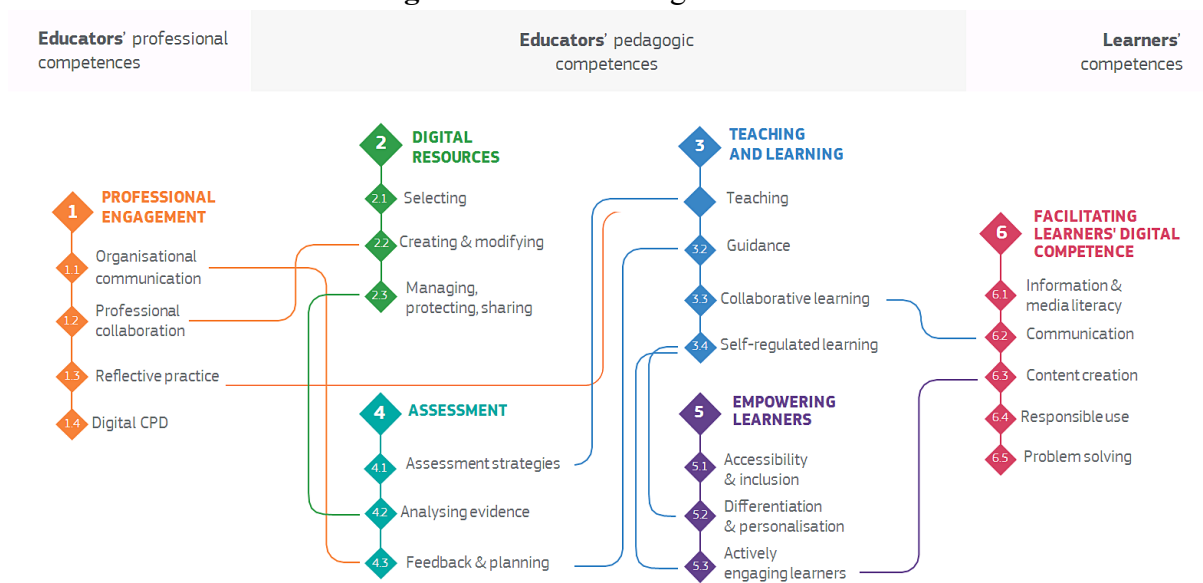 Educators' professional
competences
Educators' pedagogic
competences
Learners'
competences
1
PROFESSIONAL
ENGAGEMENT
1.1
Organisational
communication
1.2
Professional
collaboration
1.3
Reflective practice
1.4
Digital CPD
2
DIGITAL
RESOURCES
2.1
Selecting
2.2
Creating & modifying
2.3
Managing,
protecting, sharing
3
TEACHING
AND LEARNING
Teaching
3.2
Guidance
3.3
Collaborative learning
3.4
Self-regulated learning
4
ASSESSMENT
4.1
Assessment strategies
4.2
Analysing evidence
4.3
Feedback & planning
5
EMPOWERING
LEARNERS
5.1
Accessibility
& inclusion
5.2
Differentiation
& personalisation
5.3
Actively
engaging learners
6
FACILITATING
LEARNERS' DIGITAL
COMPETENCE
6.1
Information &
media literacy
6.2
Communication
6.3
Content creation
6.4
Responsible use
6.5
Problem solving